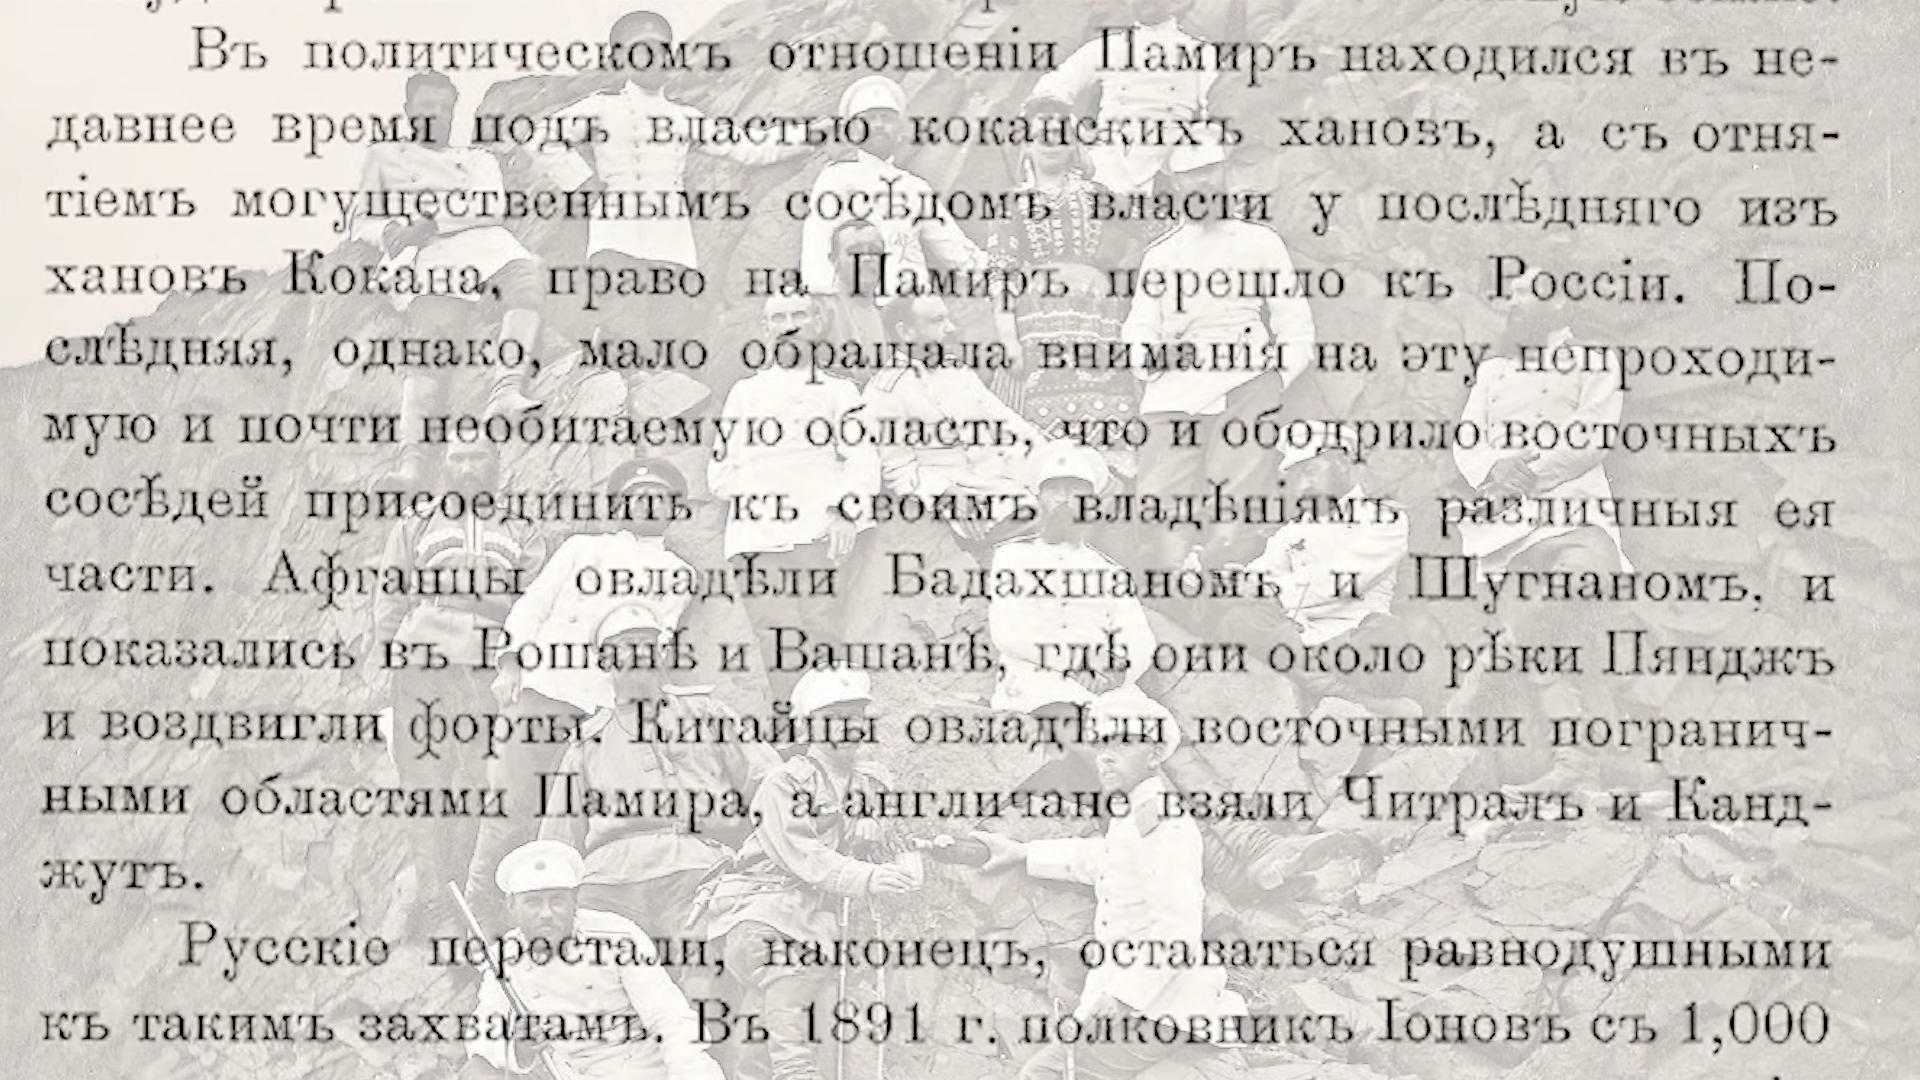 Въ политическомъ отношеніи Памиръ находился въ не-
давнее время подъ властью коканскихъ хановъ, а съ отня-
тіемъ могущественнымъ сосѣдомъ власти у послѣдняго изъ
хановъ Кокана, право на Памиръ перешло къ Россіи. По-
слѣдняя, однако, мало обращала вниманія на эту непроходи-
мую и почти необитаемую область, что и ободрило восточныхъ
сосѣдей присоединить къ своимъ владѣніямъ различныя ея
части. Афганцы овладѣли Бадахшаномъ и Шугнаномъ, и
показались въ Рошанѣ и Вашанѣ, гдѣ они около рѣки Пянджъ
и воздвигли форты. Китайцы овладѣли восточными погранич-
ными областями Памира, а англичане взяли Читралъ и Канд-
жутъ.
Русскіе перестали, наконецъ, оставаться равнодушными
къ такимъ захватамъ. Въ 1891 г. полковникъ Іоновъ съ 1,000